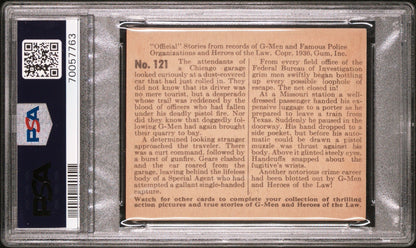 "Official" Stories from records of G-Men and Famous Police
Organizations and Heroes of the Law. Copr. 1936, Gum, Inc.
No. 121 The attendants of
a Chicago garage
looked curiously at a dust-covered
car that had just rolled in. They
did not know that its driver was
no mere tourist, but a desperado
whose trail was reddened by the
blood of officers who had fallen
under his deadly pistol fire. Nor
did they know that doggedly fol-
lowing G-Men had again brought
their quarry to bay.
A determined looking stranger
approached the traveler. There
was a curt command, followed by
a burst of gunfire. Gears clashed
and the car roared from the
garage, leaving behind the lifeless
body of a Special Agent who had
attempted a gallant single-handed
capture.
From every field office of the
Federal Bureau of Investigation
grim men swiftly began bottling
up every possible loophole of
escape. The net closed in!
At a Missouri station a well-
dressed passenger handed his ex-
pensive luggage to a porter as he
prepared to leave a train from
Texas. Suddenly he paused in the
doorway. His hand dropped to a
side pocket, but before his auto-
matic could be drawn a pistol
muzzle was thrust against his
body. Above it glinted steely eyes.
Handcuffs snapped about the
fugitive's wrists.
Another notorious crime career
had been blotted out by G-Men
and Heroes of the Law!
Watch for other cards to complete your collection of thrilling
action pictures and true stories of G-Men and Heroes of the Law.
70057763
PSA
PSA